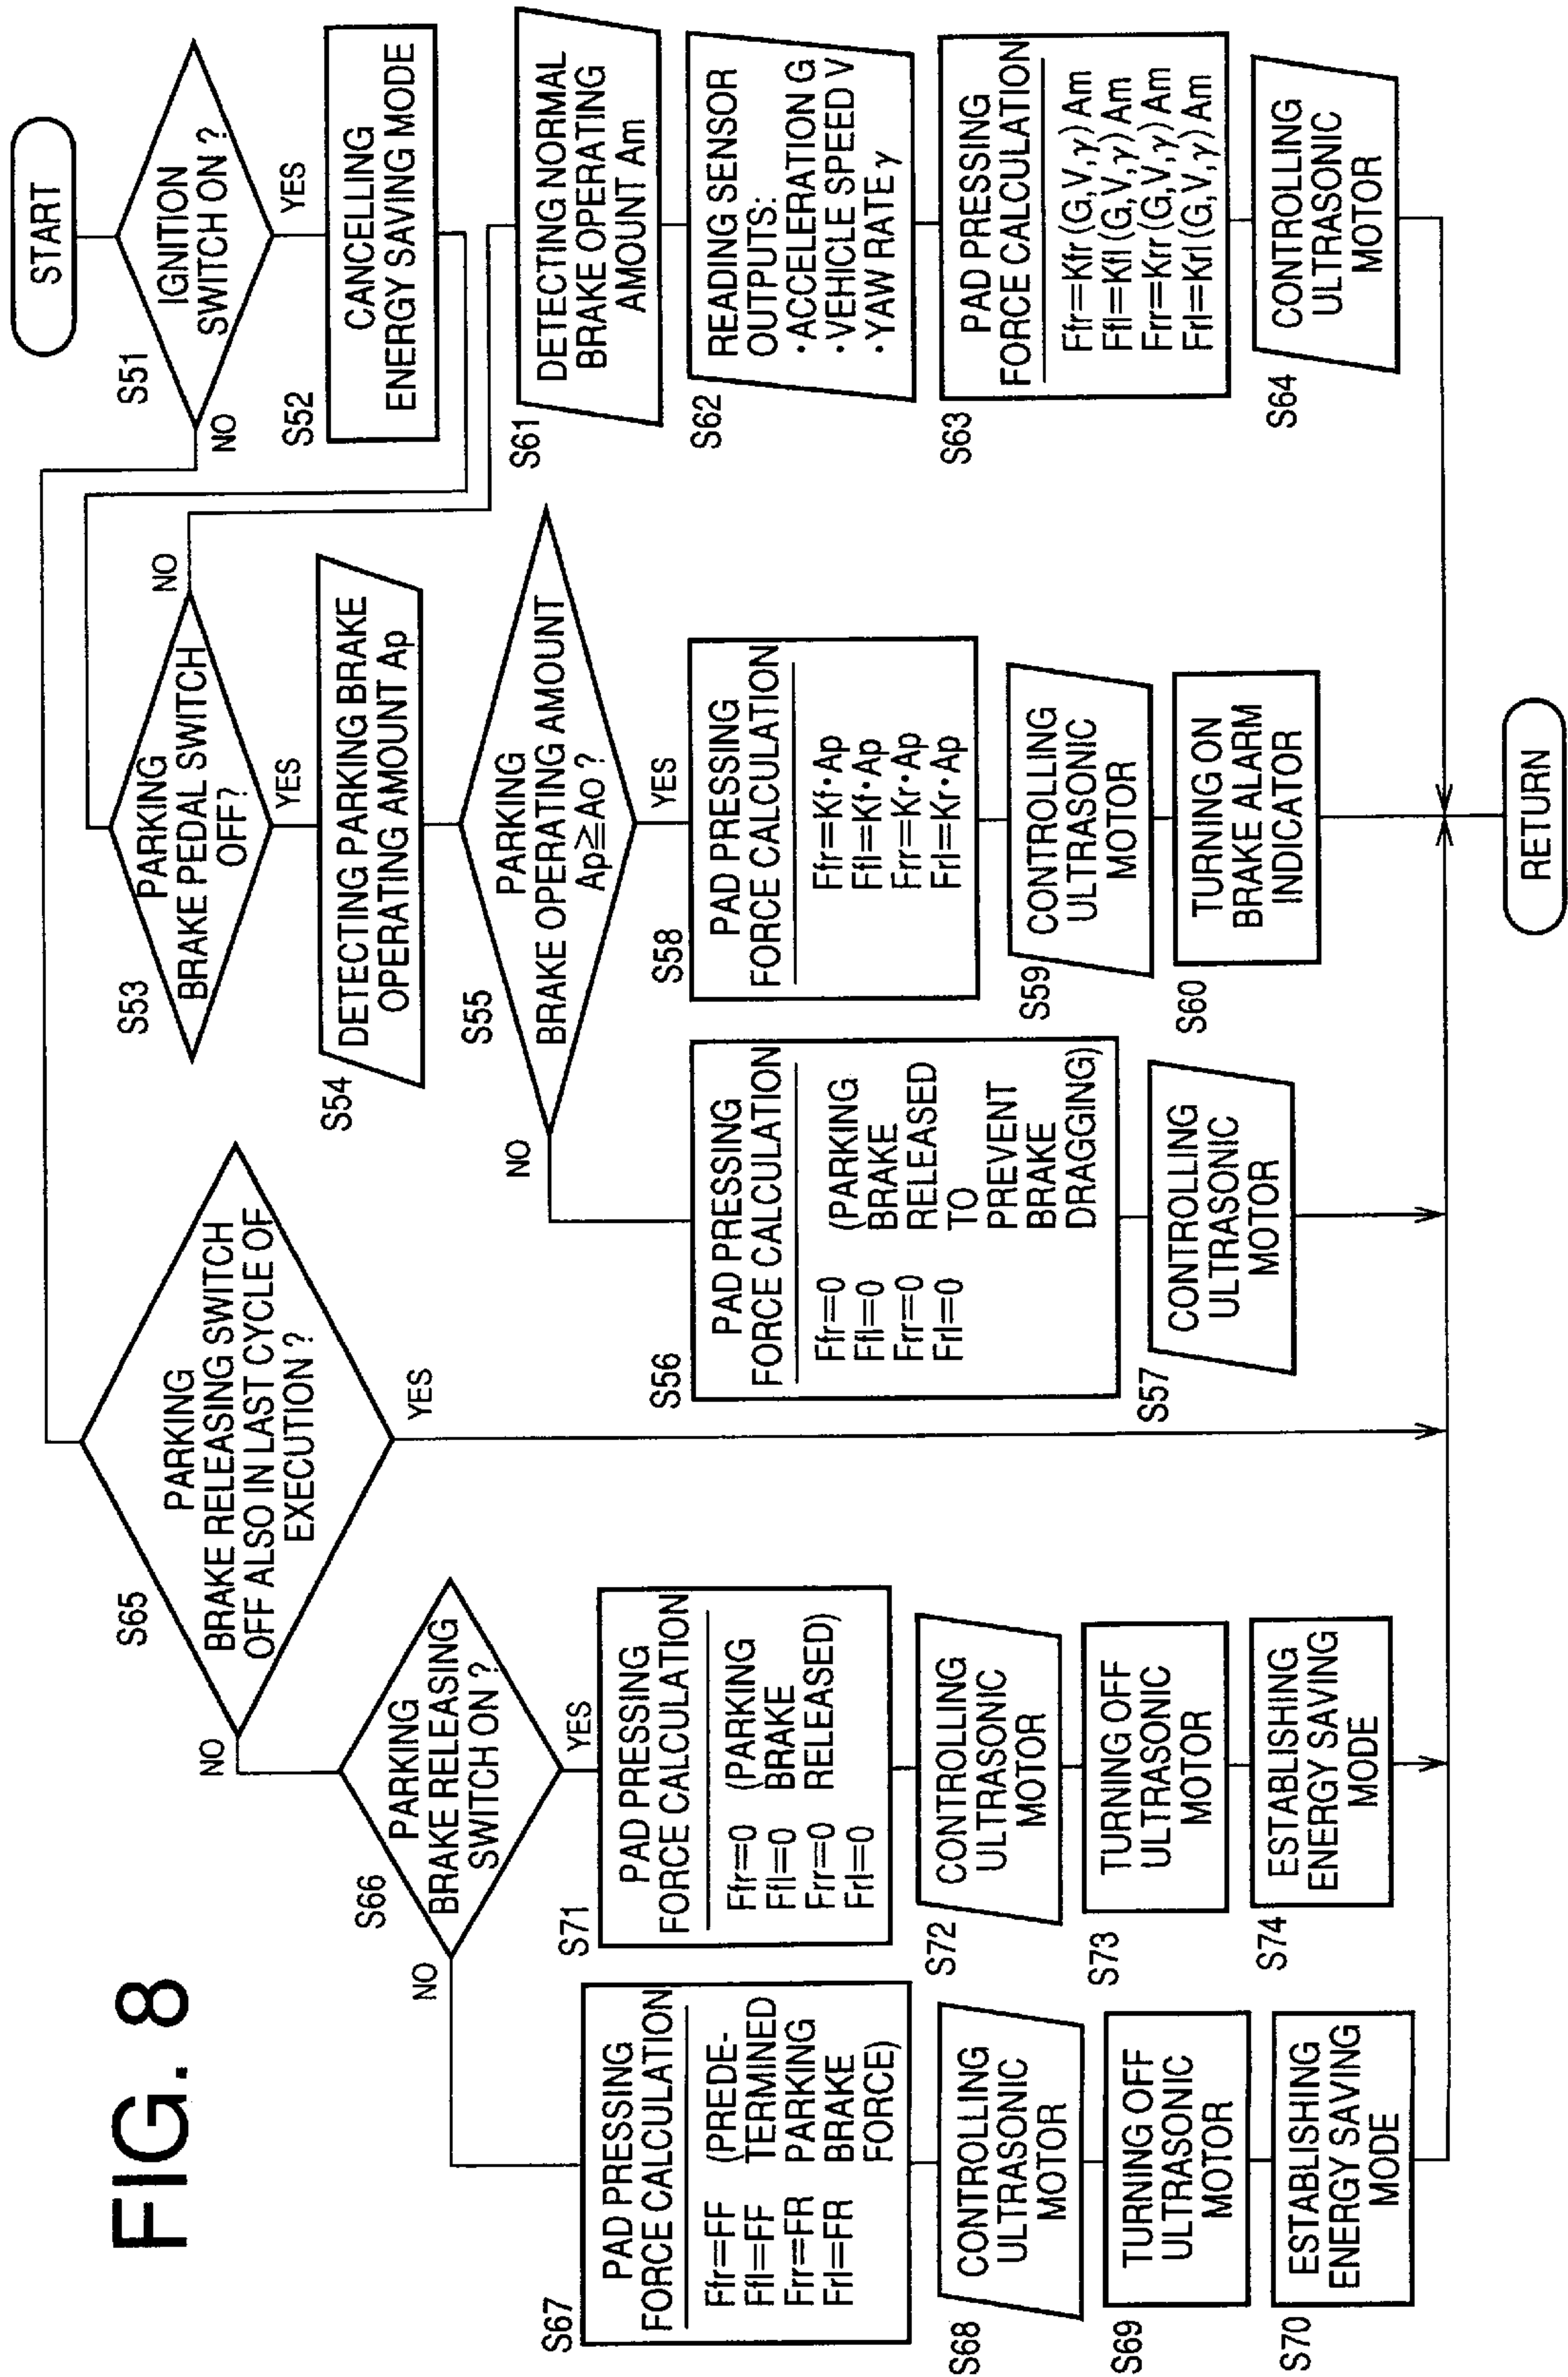 FIG. 8
START
S51
IGNITION
SWITCH ON ?
NO
YES
S52
CANCELLING
ENERGY SAVING MODE
S53
PARKING
BRAKE PEDAL SWITCH
OFF?
NO
YES
S54
DETECTING PARKING BRAKE
OPERATING AMOUNT Ap
S55
PARKING
BRAKE OPERATING AMOUNT
Ap≧Ao ?
NO
YES
S56
PAD PRESSING
FORCE CALCULATION
Ffr=0 (PARKING
Ffl=0 BRAKE
Frr=0 RELEASED
Frl=0 TO
PREVENT
BRAKE
DRAGGING)
S57
CONTROLLING
ULTRASONIC
MOTOR
S58
PAD PRESSING
FORCE CALCULATION
Ffr=Kf•Ap
Ffl=Kf•Ap
Frr=Kr•Ap
Frl=Kr•Ap
S59
CONTROLLING
ULTRASONIC
MOTOR
S60
TURNING ON
BRAKE ALARM
INDICATOR
S61
DETECTING NORMAL
BRAKE OPERATING
AMOUNT Am
S62
READING SENSOR
OUTPUTS:
•ACCELERATION G
•VEHICLE SPEED V
•YAW RATE γ
S63
PAD PRESSING
FORCE CALCULATION
Ffr=Kfr(G,V,γ)Am
Ffl=Kfl(G,V,γ)Am
Frr=Krr(G,V,γ)Am
Frl=Krl(G,V,γ)Am
S64
CONTROLLING
ULTRASONIC
MOTOR
S65
PARKING
BRAKE RELEASING SWITCH
OFF ALSO IN LAST CYCLE OF
EXECUTION ?
NO
YES
S66
PARKING
BRAKE RELEASING
SWITCH ON ?
NO
YES
S67
PAD PRESSING
FORCE CALCULATION
Ffr=FF (PREDE-
Ffl=FF TERMINED
Frr=FR PARKING
Frl=FR BRAKE
FORCE)
S68
CONTROLLING
ULTRASONIC
MOTOR
S69
TURNING OFF
ULTRASONIC
MOTOR
S70
ESTABLISHING
ENERGY SAVING
MODE
S71
PAD PRESSING
FORCE CALCULATION
Ffr=0 (PARKING
Ffl=0 BRAKE
Frr=0 RELEASED)
Frl=0
S72
CONTROLLING
ULTRASONIC
MOTOR
S73
TURNING OFF
ULTRASONIC
MOTOR
S74
ESTABLISHING
ENERGY SAVING
MODE
RETURN